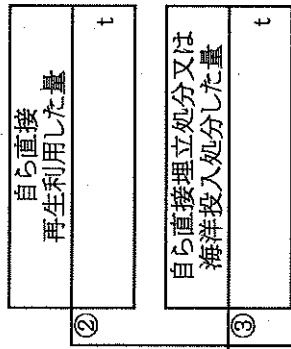 自ら直接
再生利用した量
② t
自ら直接埋立処分又は
海洋投入処分した量
③ t